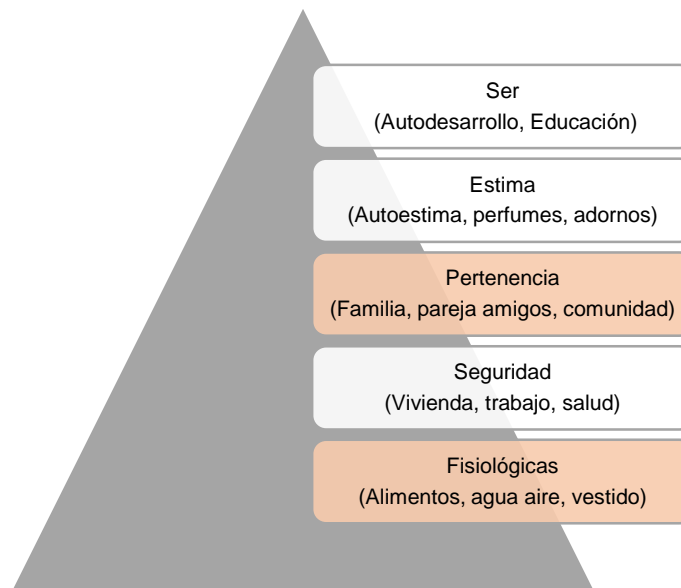 Ser
(Autodesarrollo, Educación)
Estima
(Autoestima, perfumes, adornos)
Pertenencia
(Familia, pareja amigos, comunidad)
Seguridad
(Vivienda, trabajo, salud)
Fisiológicas
(Alimentos, agua aire, vestido)